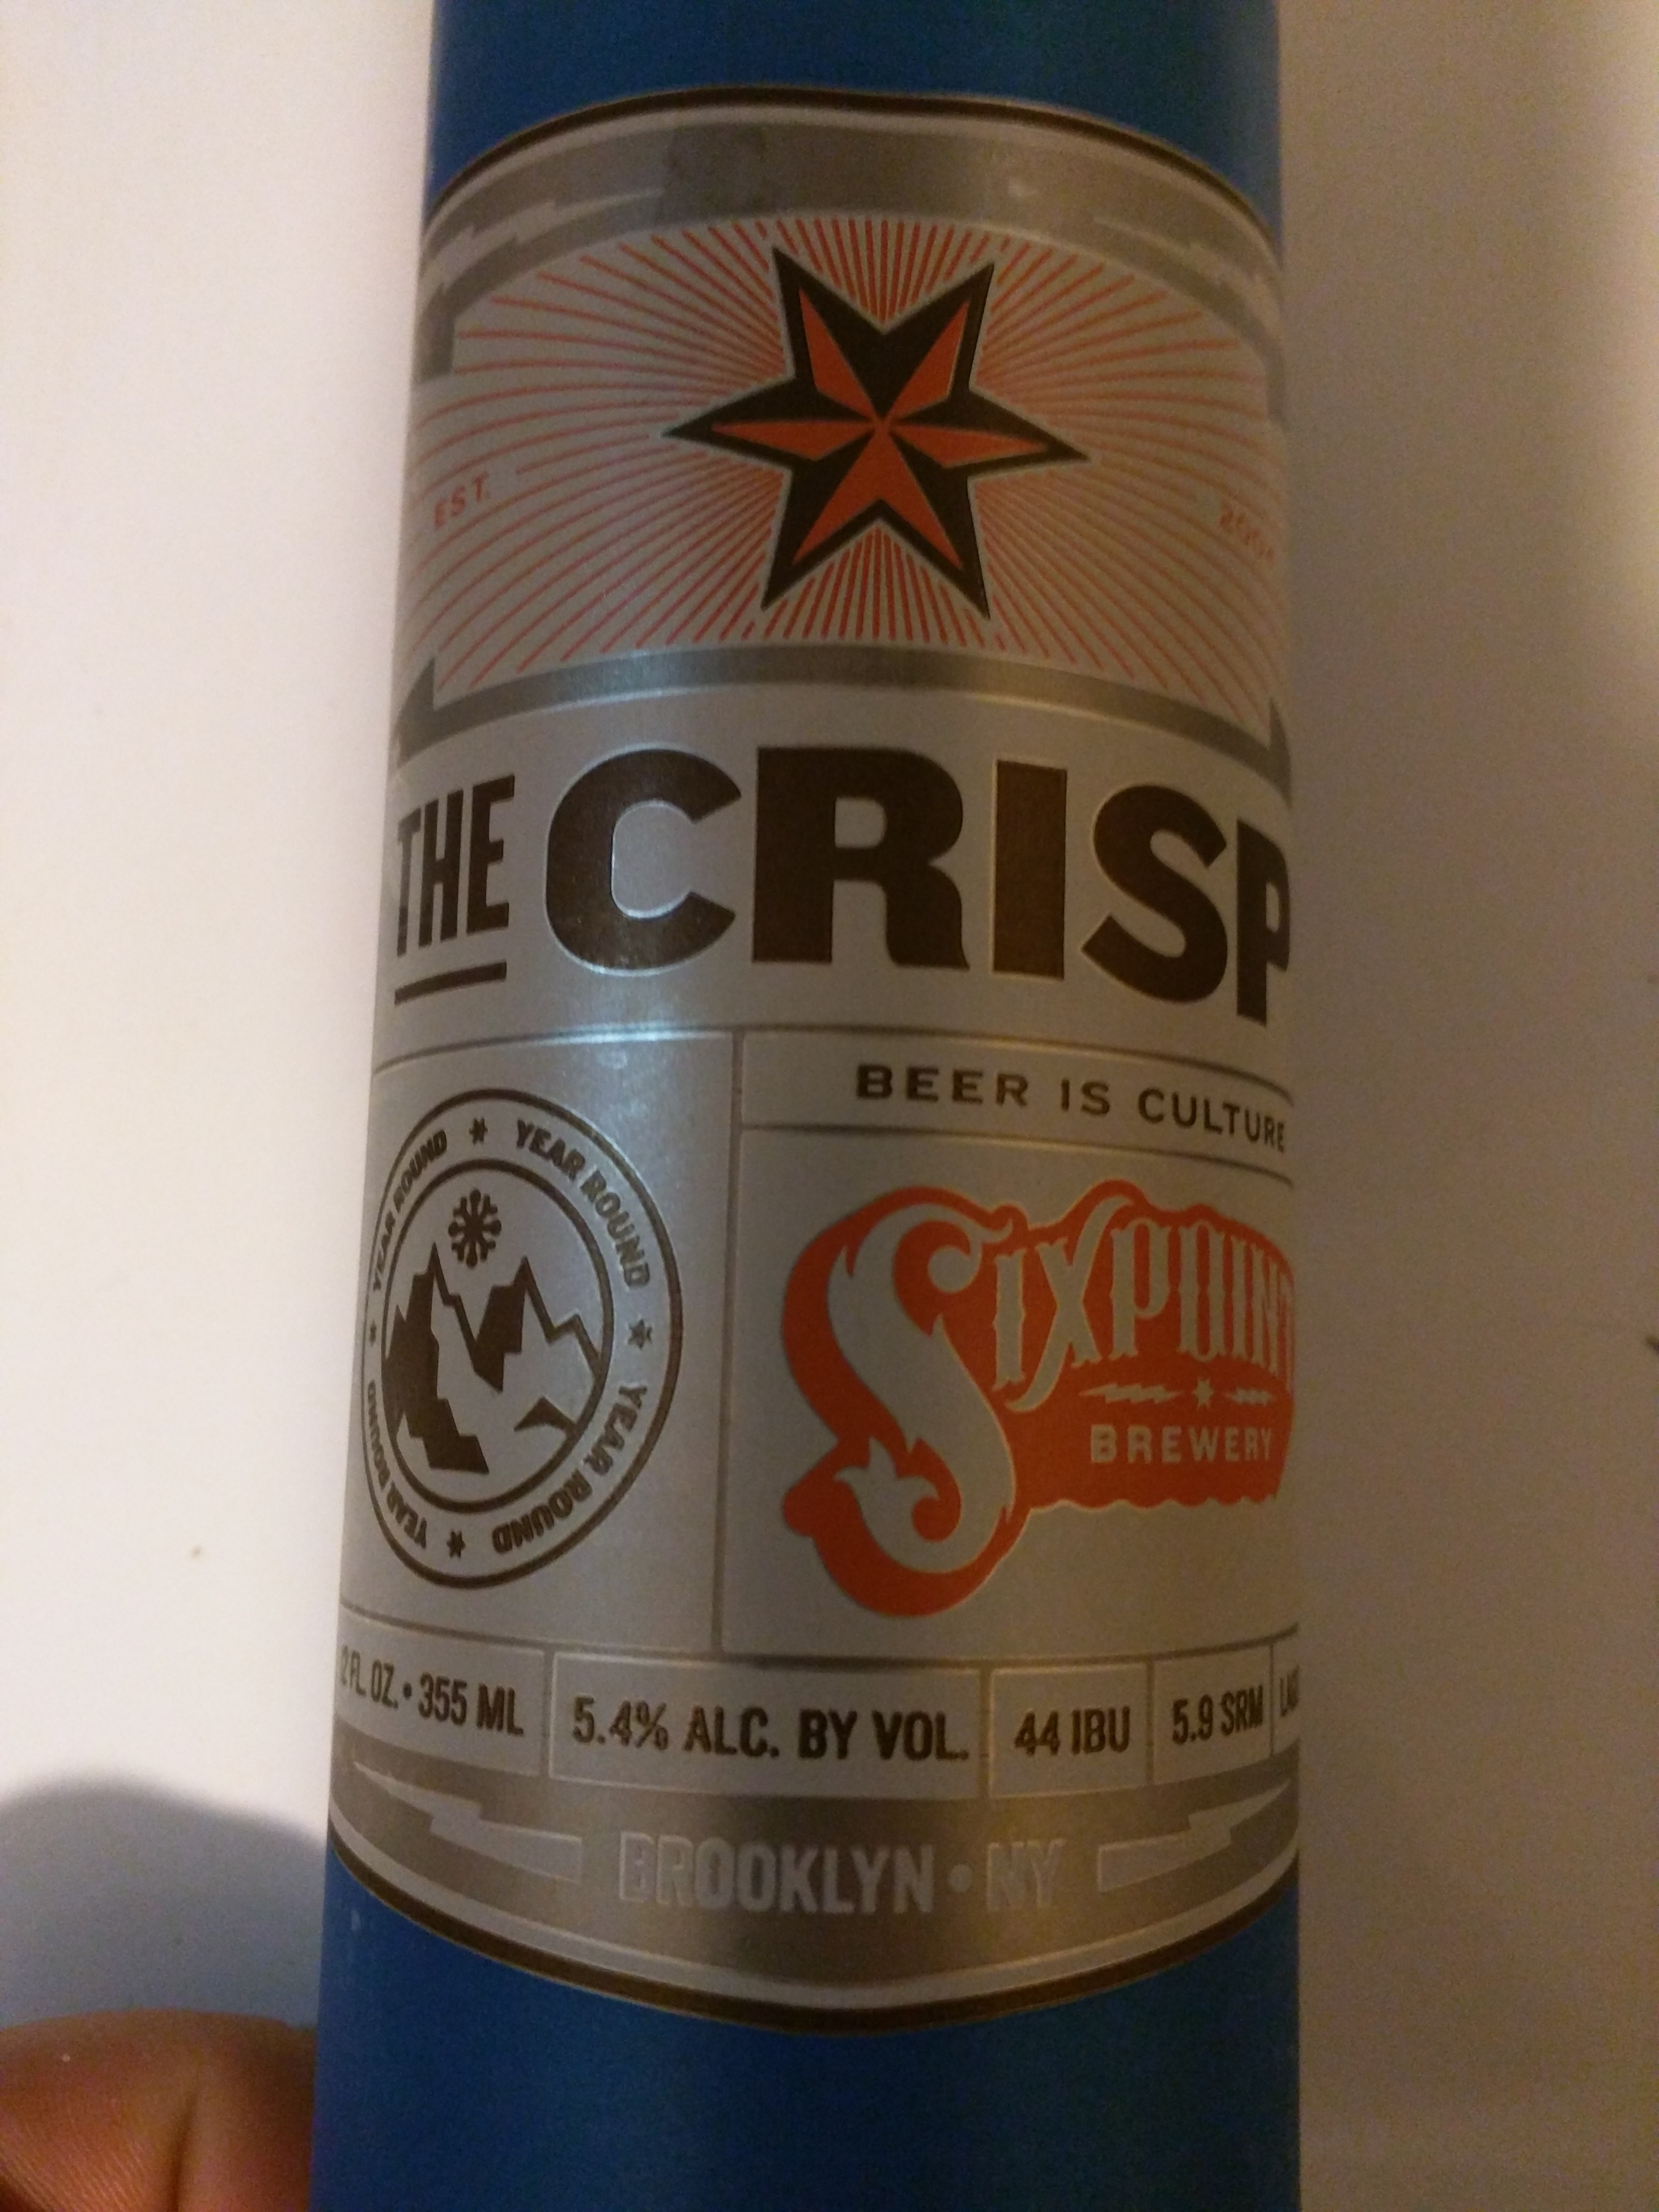 EST.
THE CRISP
BEER IS CULTURE
YEAR ROUND ★ YEAR ROUND ★ YEAR ROUND ★ YEAR ROUND ★
SIXPOINT
BREWERY
2 FL. OZ. • 355 ML
5.4% ALC. BY VOL.
44 IBU
5.9 SRM
BROOKLYN • NY